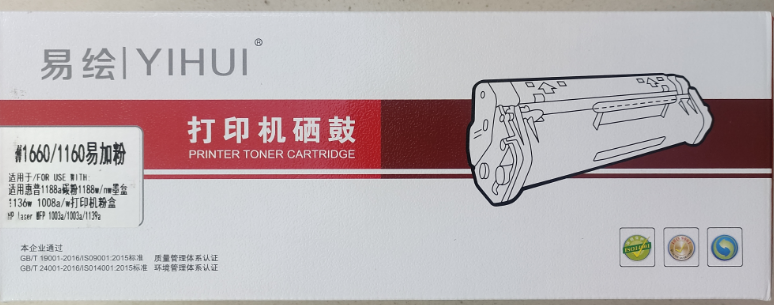 易绘|YIHUI®
打印机硒鼓
PRINTER TONER CARTRIDGE
#1660/1160易加粉
适用于/FOR USE WITH:
适用惠普1188a碳粉1188w/nw墨盒
1136w 1008a/w打印机粉盒
HP laser MFP 1003a/1003a/1139a
本企业通过
GB/T 19001-2016/ISO9001:2015标准 质量管理体系认证
GB/T 24001-2016/ISO14001:2015标准 环境管理体系认证